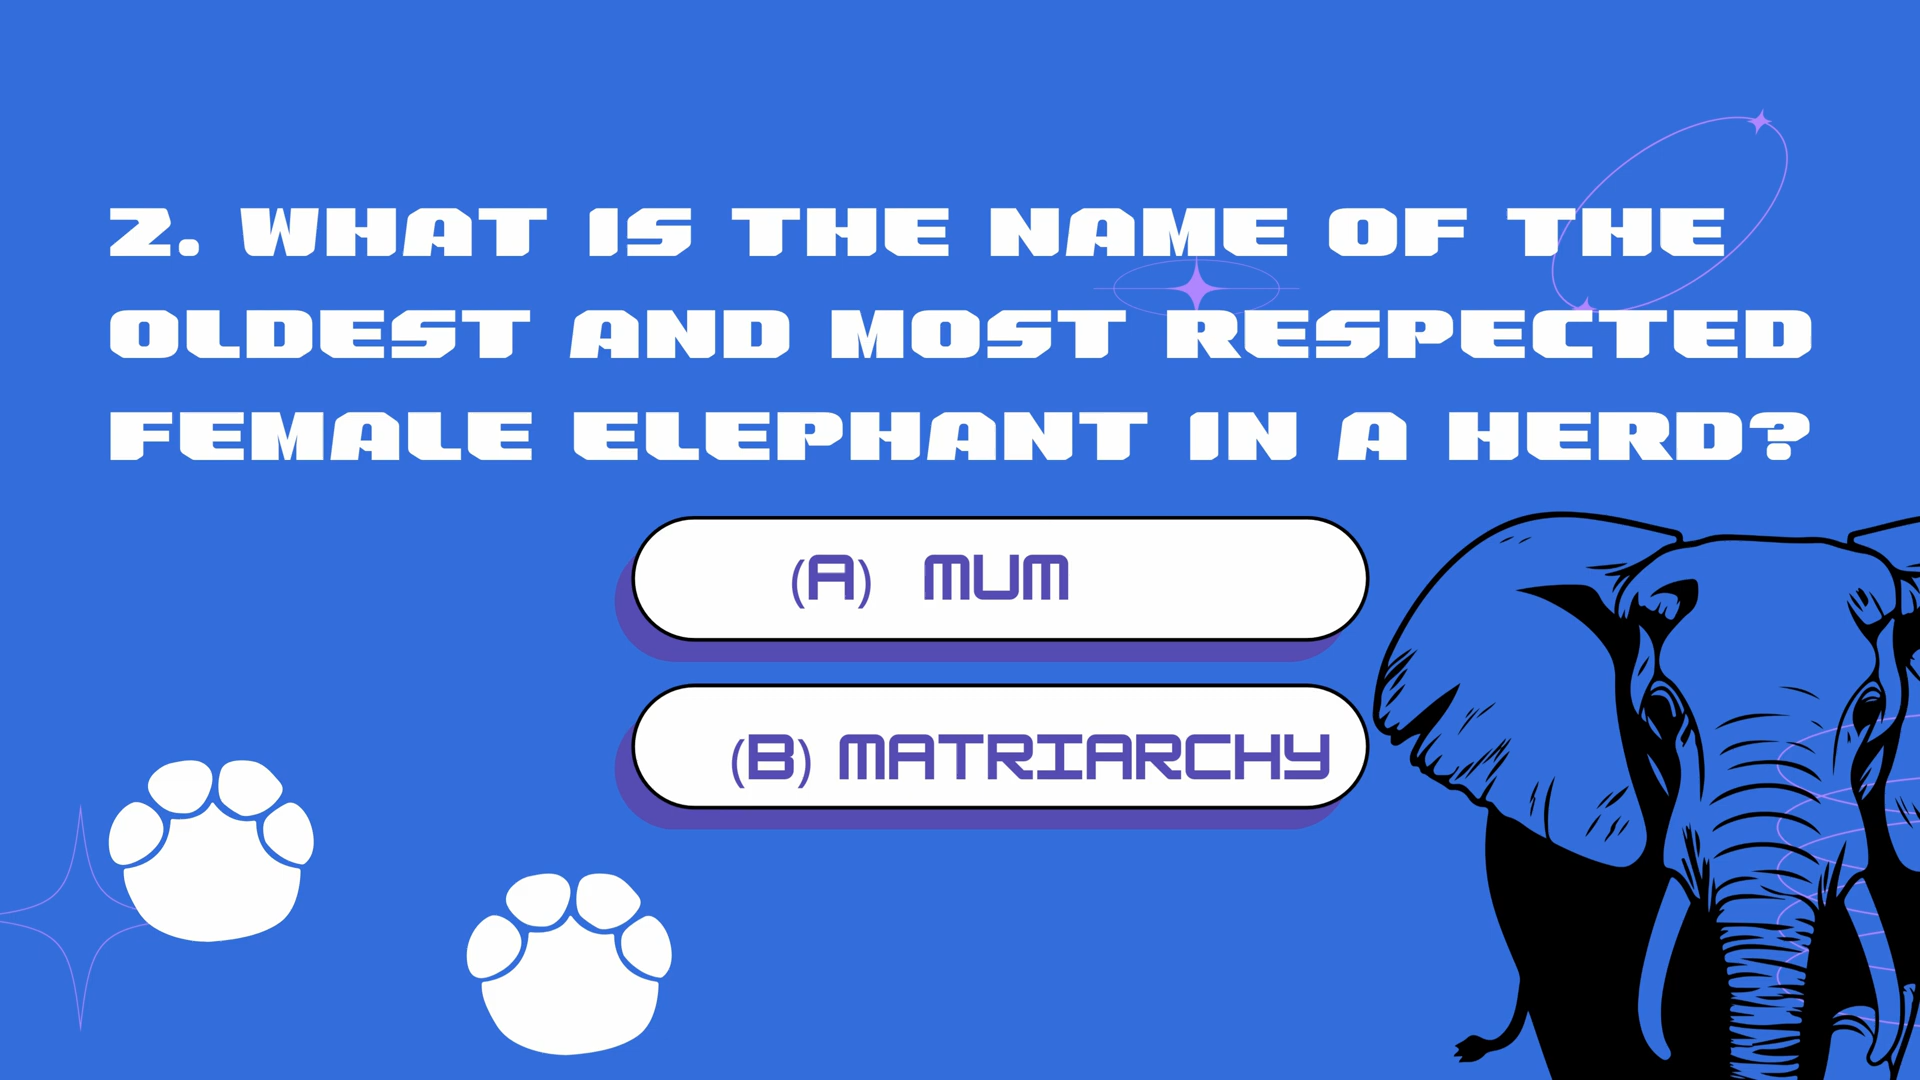 2. WHAT IS THE NAME OF THE
OLDEST AND MOST RESPECTED
FEMALE ELEPHANT IN A HERD?
(A) MUM
(B) MATRIARCHY